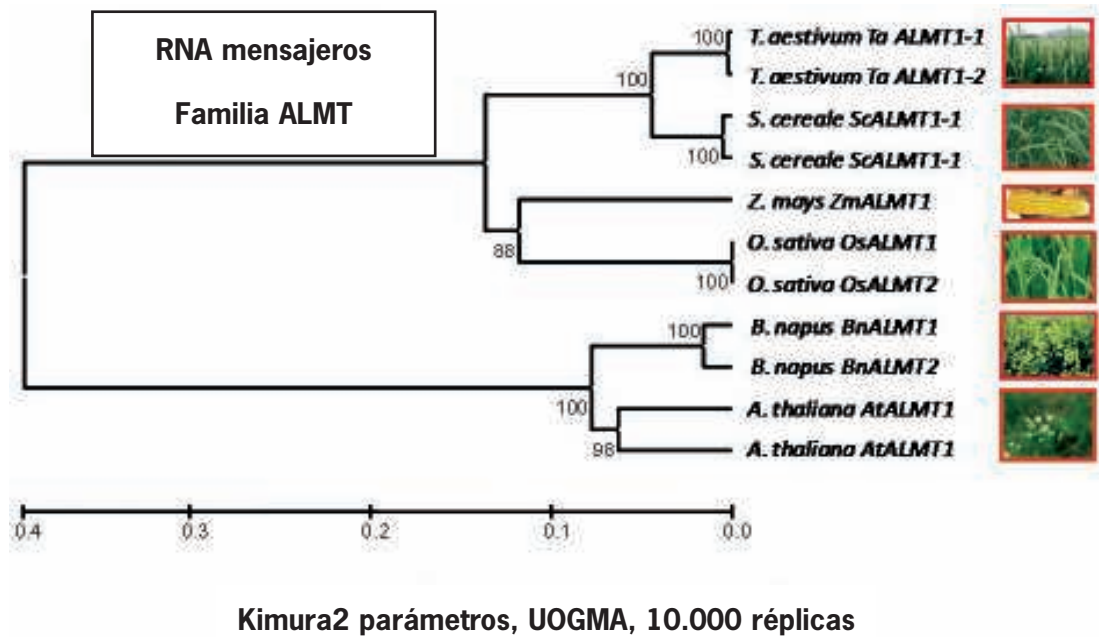 RNA mensajeros
Familia ALMT
100
T. aestivum Ta ALMT1-1
100
T. aestivum Ta ALMT1-2
S. cereale ScALMT1-1
100
S. cereale ScALMT1-1
Z. mays ZmALMT1
88
O. sativa OsALMT1
100
O. sativa OsALMT2
100
B. napus BnALMT1
B. napus BnALMT2
100
A. thaliana AtALMT1
98
A. thaliana AtALMT1
0.4 0.3 0.2 0.1 0.0
Kimura2 parámetros, UOGMA, 10.000 réplicas